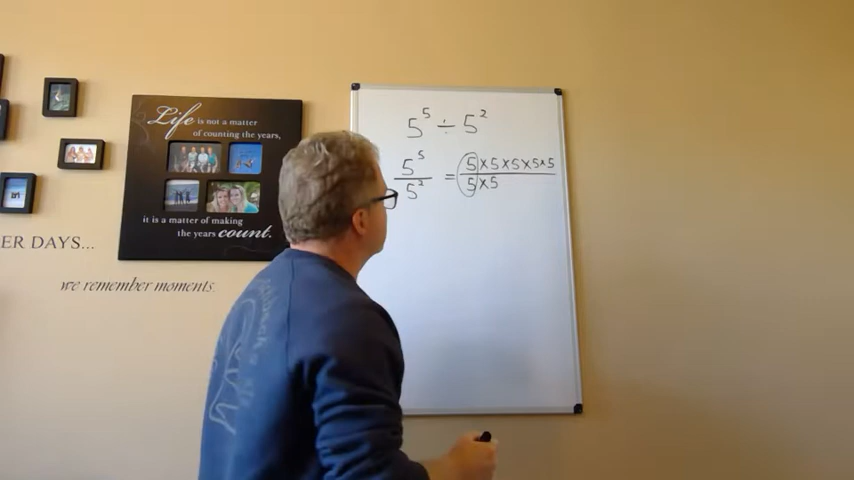 Life is not a matter
of counting the years,
it is a matter of making
the years count.
ER DAYS...
we remember moments.
5⁵ ÷ 5²
5⁵/5² = 5×5×5×5×5/5×5